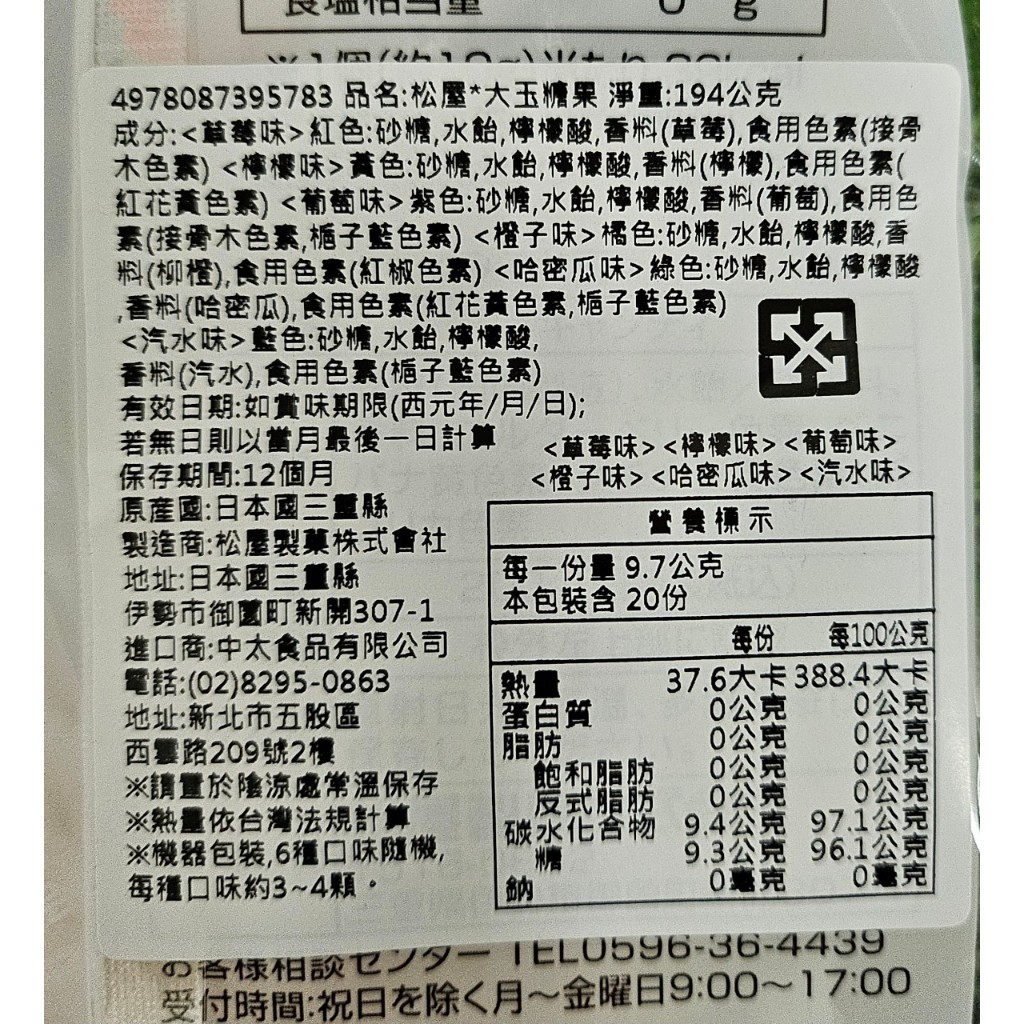 食塩相当量 0 g
4978087395783 品名:松屋*大玉糖果 淨重:194公克
成分:<草莓味>紅色:砂糖,水飴,檸檬酸,香料(草莓),食用色素(接骨
木色素) <檸檬味>黃色:砂糖,水飴,檸檬酸,香料(檸檬),食用色素(
紅花黃色素) <葡萄味>紫色:砂糖,水飴,檸檬酸,香料(葡萄),食用色
素(接骨木色素,梔子藍色素) <橙子味>橘色:砂糖,水飴,檸檬酸,香
料(柳橙),食用色素(紅椒色素) <哈密瓜味>綠色:砂糖,水飴,檸檬酸
,香料(哈密瓜),食用色素(紅花黃色素,梔子藍色素)
<汽水味>藍色:砂糖,水飴,檸檬酸,
香料(汽水),食用色素(梔子藍色素)
有效日期:如賞味期限(西元年/月/日);
若無日則以當月最後一日計算
保存期間:12個月
原產國:日本國三重縣
製造商:松屋製菓株式會社
地址:日本國三重縣
伊勢市御薗町新開307-1
進口商:中太食品有限公司
電話:(02)8295-0863
地址:新北市五股區
西雲路209號2樓
※請置於陰涼處常溫保存
※熱量依台灣法規計算
※機器包裝,6種口味隨機,
每種口味約3~4顆。
<草莓味><檸檬味><葡萄味>
<橙子味><哈密瓜味><汽水味>
營養標示
每一份量 9.7公克
本包裝含 20份
每份 每100公克
熱量 37.6大卡 388.4大卡
蛋白質 0公克 0公克
脂肪 0公克 0公克
飽和脂肪 0公克 0公克
反式脂肪 0公克 0公克
碳水化合物 9.4公克 97.1公克
糖 9.3公克 96.1公克
鈉 0毫克 0毫克
お客様相談センター TEL0596-36-4439
受付時間:祝日を除く月～金曜日9:00～17:00